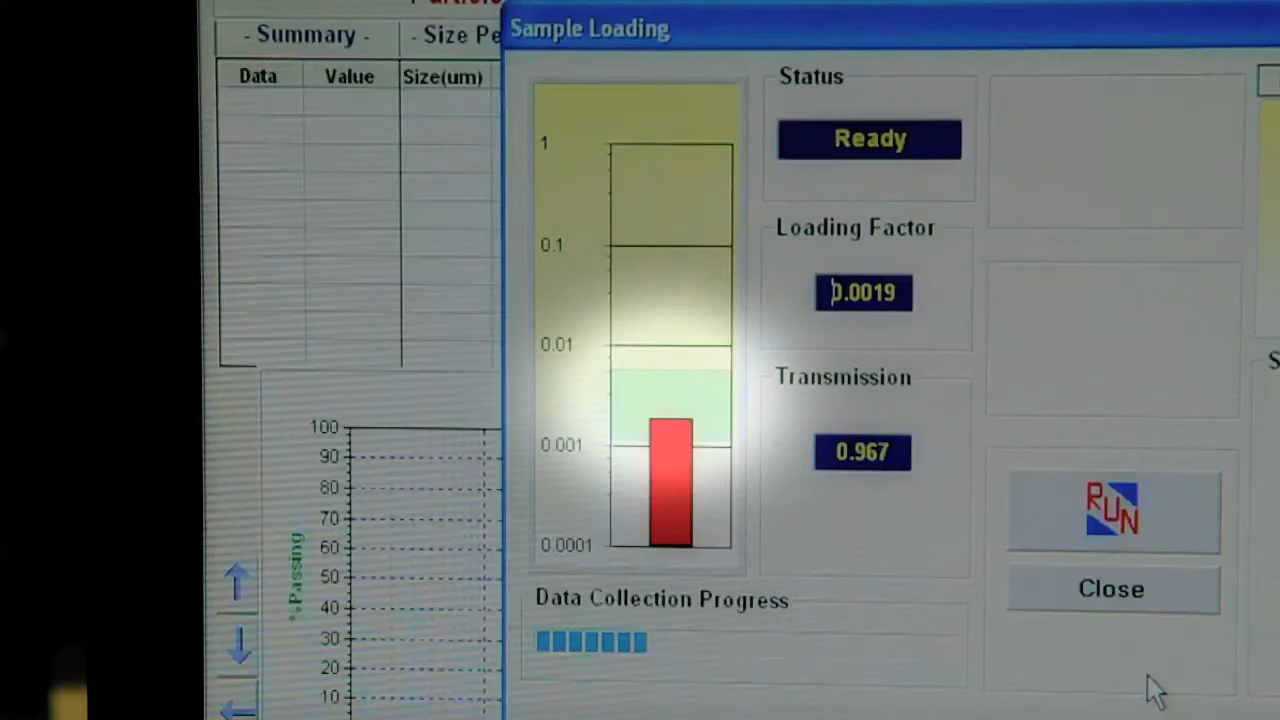 - Summary -
- Size Pe
Data
Value
Size(um)
Sample Loading
Status
Ready
Loading Factor
0.0019
Transmission
0.967
1
0.1
0.01
0.001
0.0001
RUN
Close
Data Collection Progress
100
90
80
70
60
50
40
30
20
10
%Passing